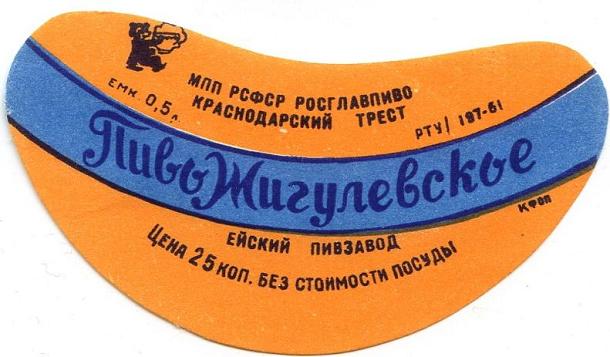 МПП РСФСР РОСГЛАВПИВО
КРАСНОДАРСКИЙ ТРЕСТ
ЕМК. 0,5 л.
РТУ 197-61
Пиво Жигулевское
КФОП
ЕЙСКИЙ ПИВЗАВОД
ЦЕНА 25 КОП. БЕЗ СТОИМОСТИ ПОСУДЫ